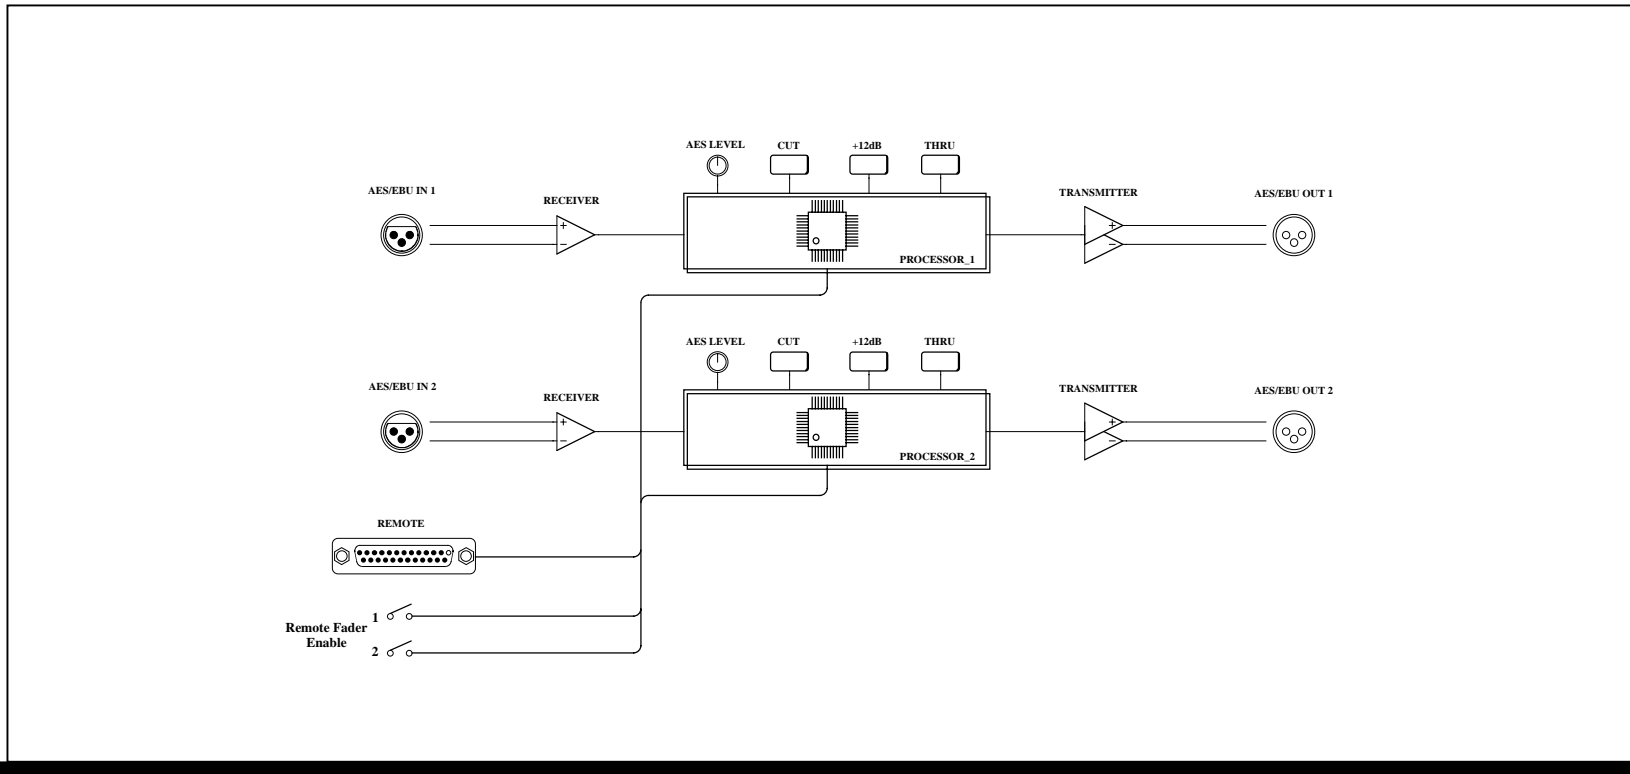 AES LEVEL
CUT
+12dB
THRU
AES/EBU IN 1
RECEIVER
TRANSMITTER
AES/EBU OUT 1
+
−
+
−
PROCESSOR_1
AES LEVEL
CUT
+12dB
THRU
AES/EBU IN 2
RECEIVER
TRANSMITTER
AES/EBU OUT 2
+
−
+
−
PROCESSOR_2
REMOTE
1
Remote Fader
Enable
2